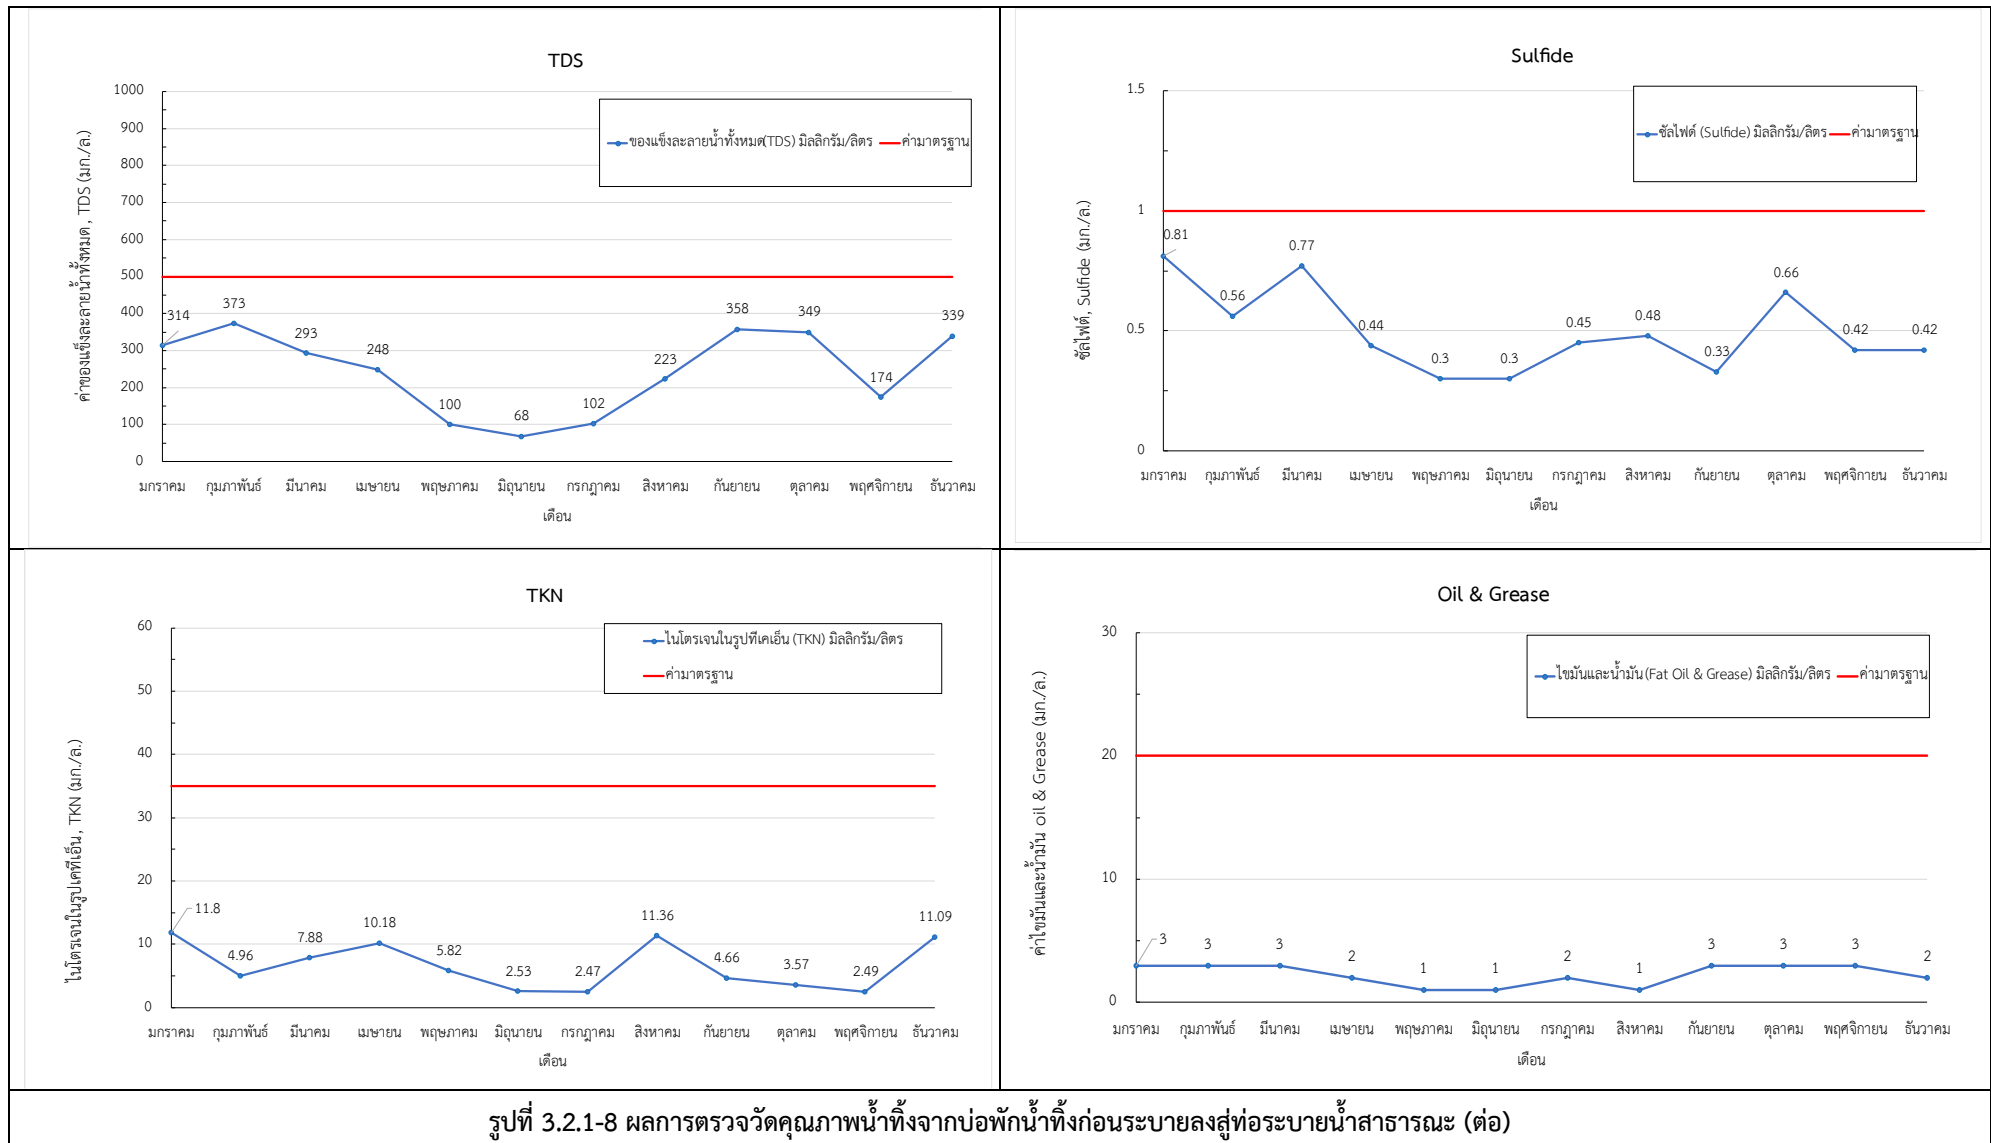 TDS
1000
900
800
700
600
500
400
300
200
100
0
ค่าของแข็งละลายน้ำทั้งหมด, TDS (มก./ล.)
ของแข็งละลายน้ำทั้งหมด(TDS) มิลลิกรัม/ลิตร ค่ามาตรฐาน
314 373 293 248 100 68 102 223 358 349 174 339
มกราคม กุมภาพันธ์ มีนาคม เมษายน พฤษภาคม มิถุนายน กรกฎาคม สิงหาคม กันยายน ตุลาคม พฤศจิกายน ธันวาคม
เดือน
Sulfide
1.5
1
0.5
0
ซัลไฟด์, Sulfide (มก./ล.)
ซัลไฟด์ (Sulfide) มิลลิกรัม/ลิตร ค่ามาตรฐาน
0.81 0.56 0.77 0.44 0.3 0.3 0.45 0.48 0.33 0.66 0.42 0.42
มกราคม กุมภาพันธ์ มีนาคม เมษายน พฤษภาคม มิถุนายน กรกฎาคม สิงหาคม กันยายน ตุลาคม พฤศจิกายน ธันวาคม
เดือน
TKN
60
50
40
30
20
10
0
ไนโตรเจนในรูปเคทีเอ็น, TKN (มก./ล.)
ไนโตรเจนในรูปทีเคเอ็น (TKN) มิลลิกรัม/ลิตร
ค่ามาตรฐาน
11.8 4.96 7.88 10.18 5.82 2.53 2.47 11.36 4.66 3.57 2.49 11.09
มกราคม กุมภาพันธ์ มีนาคม เมษายน พฤษภาคม มิถุนายน กรกฎาคม สิงหาคม กันยายน ตุลาคม พฤศจิกายน ธันวาคม
เดือน
Oil & Grease
30
20
10
0
ค่าไขมันและน้ำมัน oil & Grease (มก./ล.)
ไขมันและน้ำมัน(Fat Oil & Grease) มิลลิกรัม/ลิตร ค่ามาตรฐาน
3 3 3 2 1 1 2 1 3 3 3 2
มกราคม กุมภาพันธ์ มีนาคม เมษายน พฤษภาคม มิถุนายน กรกฎาคม สิงหาคม กันยายน ตุลาคม พฤศจิกายน ธันวาคม
เดือน
รูปที่ 3.2.1-8 ผลการตรวจวัดคุณภาพน้ำทิ้งจากบ่อพักน้ำทิ้งก่อนระบายลงสู่ท่อระบายน้ำสาธารณะ (ต่อ)